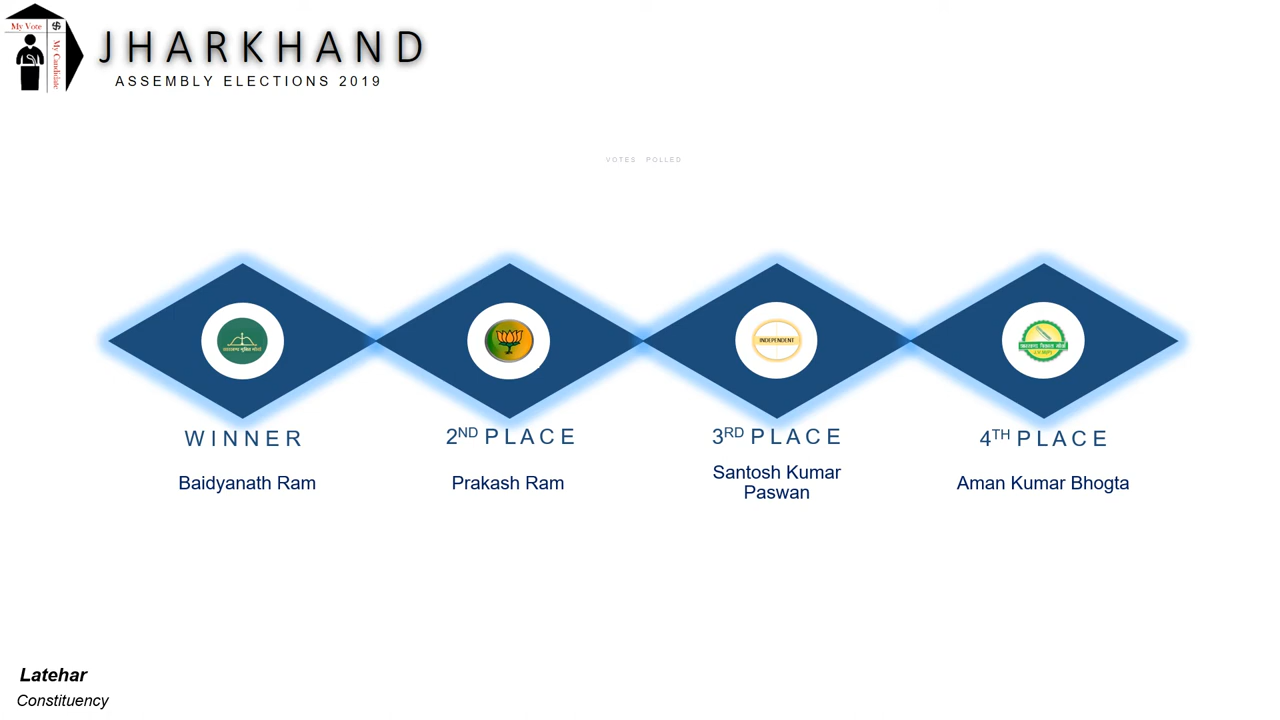 My Vote
My Candidate
JHARKHAND
ASSEMBLY ELECTIONS 2019
VOTES POLLED
INDEPENDENT
WINNER
2ND PLACE
3RD PLACE
4TH PLACE
Baidyanath Ram
Prakash Ram
Santosh Kumar
Paswan
Aman Kumar Bhogta
Latehar
Constituency